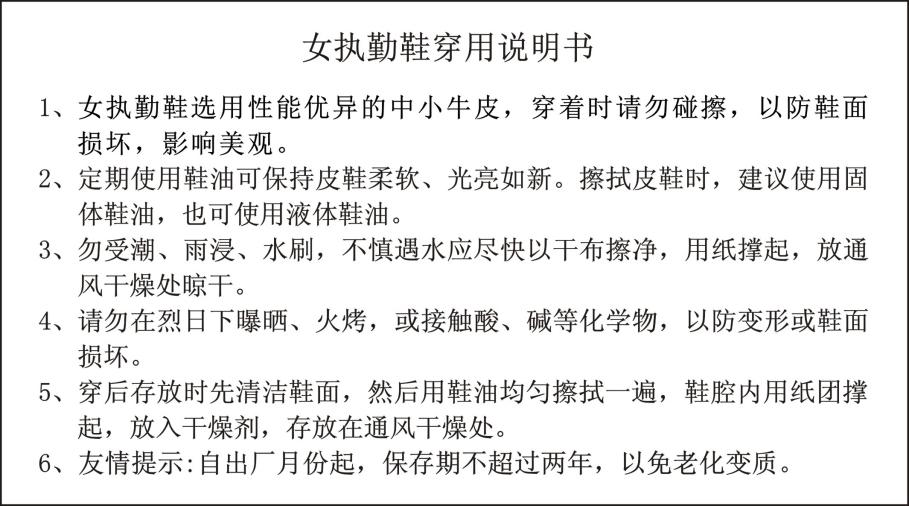 女执勤鞋穿用说明书
1、女执勤鞋选用性能优异的中小牛皮，穿着时请勿碰擦，以防鞋面
损坏，影响美观。
2、定期使用鞋油可保持皮鞋柔软、光亮如新。擦拭皮鞋时，建议使用固
体鞋油，也可使用液体鞋油。
3、勿受潮、雨浸、水刷，不慎遇水应尽快以干布擦净，用纸撑起，放通
风干燥处晾干。
4、请勿在烈日下曝晒、火烤，或接触酸、碱等化学物，以防变形或鞋面
损坏。
5、穿后存放时先清洁鞋面，然后用鞋油均匀擦拭一遍，鞋腔内用纸团撑
起，放入干燥剂，存放在通风干燥处。
6、友情提示:自出厂月份起，保存期不超过两年，以免老化变质。